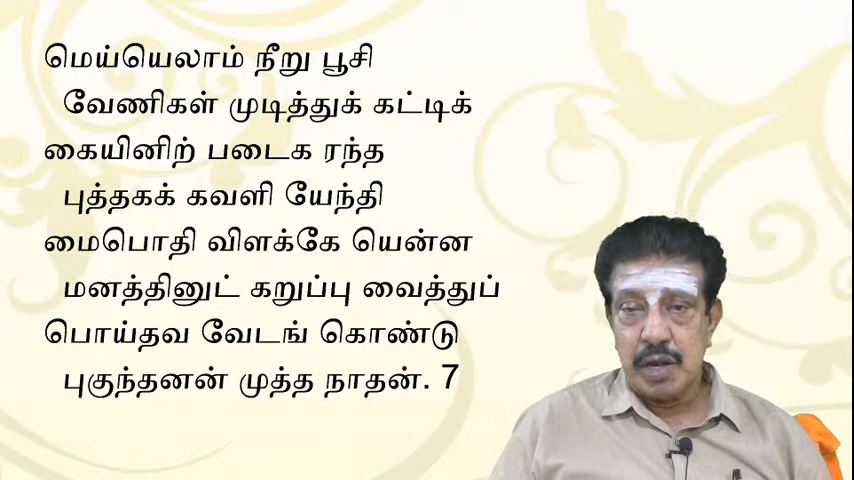 மெய்யெலாம் நீறு பூசி
வேணிகள் முடித்துக் கட்டிக்
கையினிற் படைக ரந்த
புத்தகக் கவளி யேந்தி
மைபொதி விளக்கே யென்ன
மனத்தினுட் கறுப்பு வைத்துப்
பொய்தவ வேடங் கொண்டு
புகுந்தனன் முத்த நாதன். 7